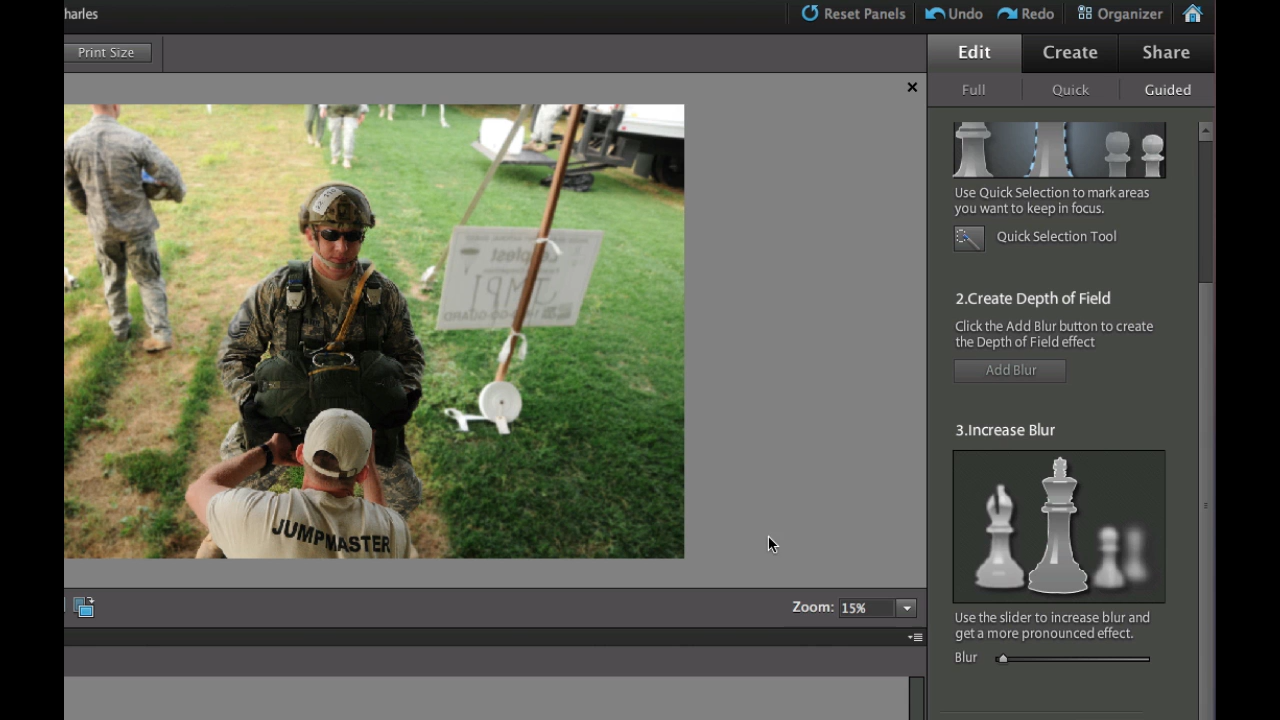 harles
Reset Panels
Undo
Redo
Organizer
Print Size
Edit
Create
Share
Full
Quick
Guided
Use Quick Selection to mark areas
you want to keep in focus.
Quick Selection Tool
2.Create Depth of Field
Click the Add Blur button to create
the Depth of Field effect
Add Blur
3.Increase Blur
Use the slider to increase blur and
get a more pronounced effect.
Blur
JUMPMASTER
Zoom: 15%